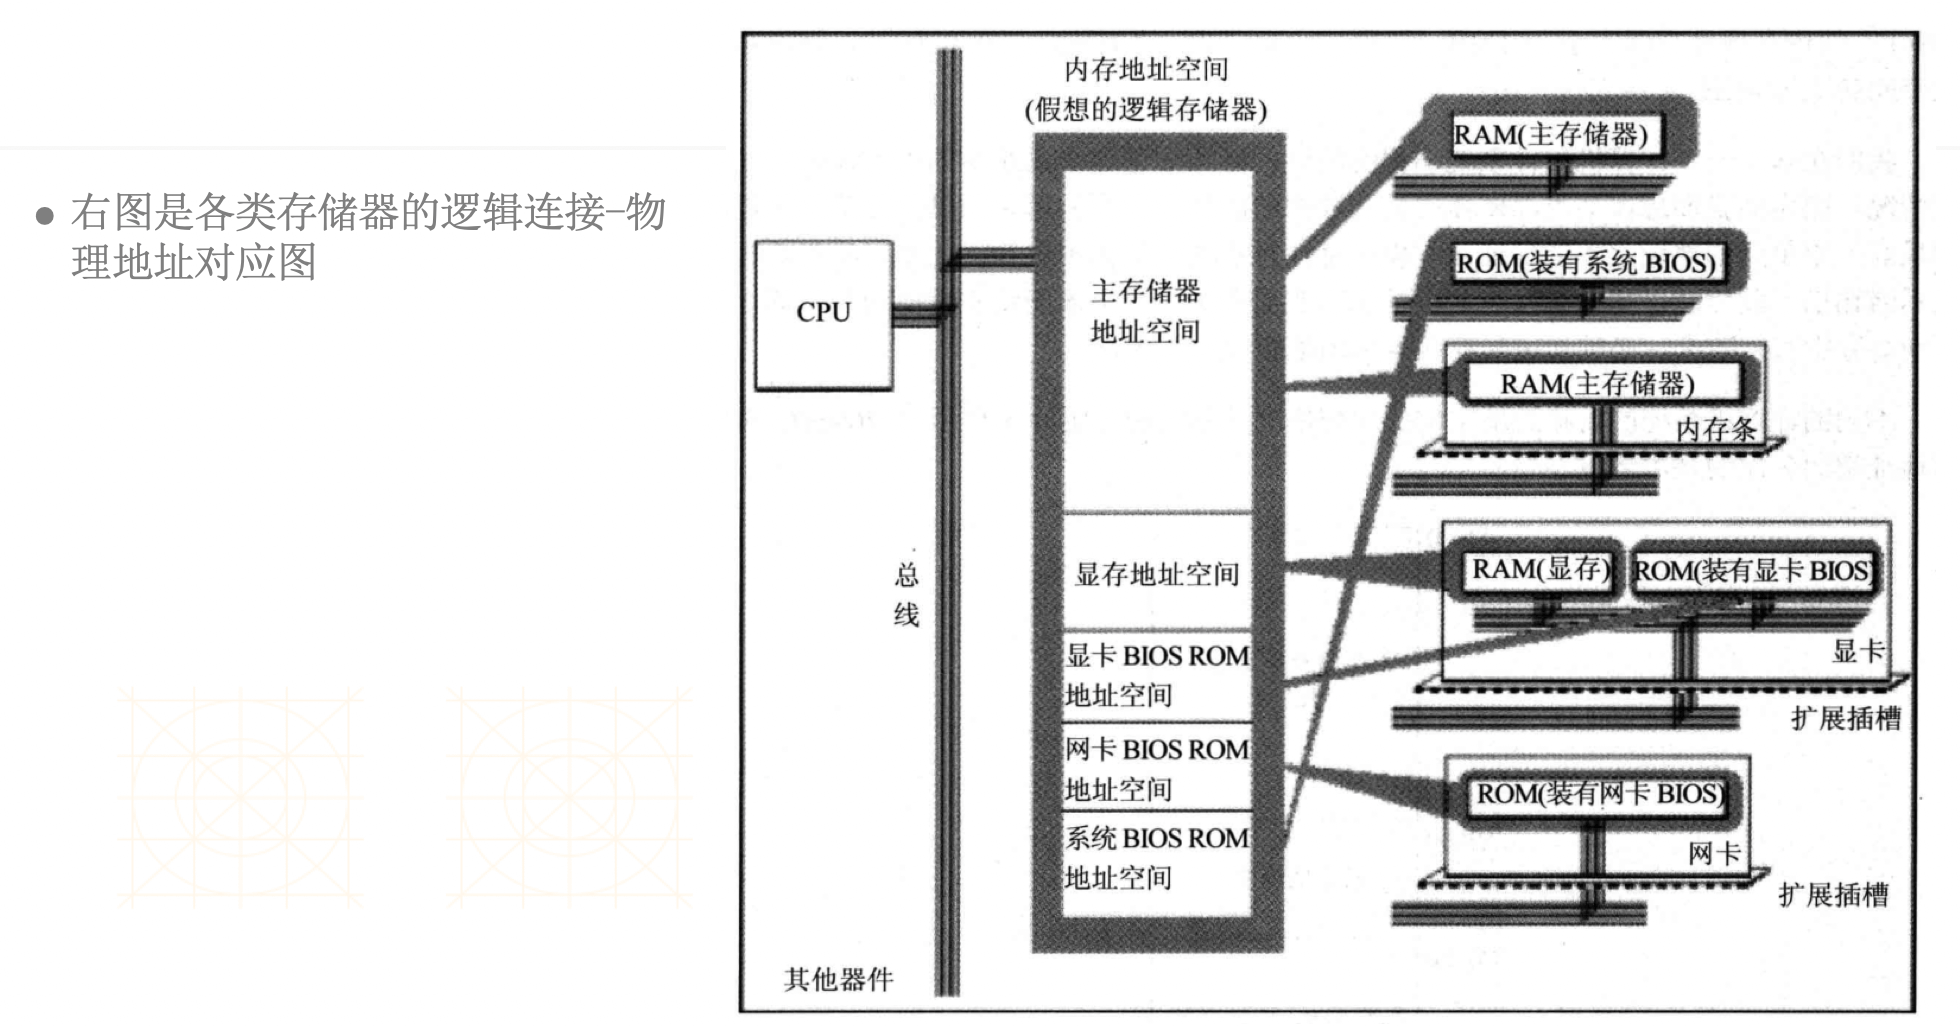 ● 右图是各类存储器的逻辑连接-物
理地址对应图
内存地址空间
(假想的逻辑存储器)
CPU
总
线
其他器件
主存储器
地址空间
显存地址空间
显卡 BIOS ROM
地址空间
网卡 BIOS ROM
地址空间
系统 BIOS ROM
地址空间
RAM(主存储器)
ROM(装有系统 BIOS)
RAM(主存储器)
内存条
RAM(显存)
ROM(装有显卡 BIOS)
显卡
扩展插槽
ROM(装有网卡 BIOS)
网卡
扩展插槽